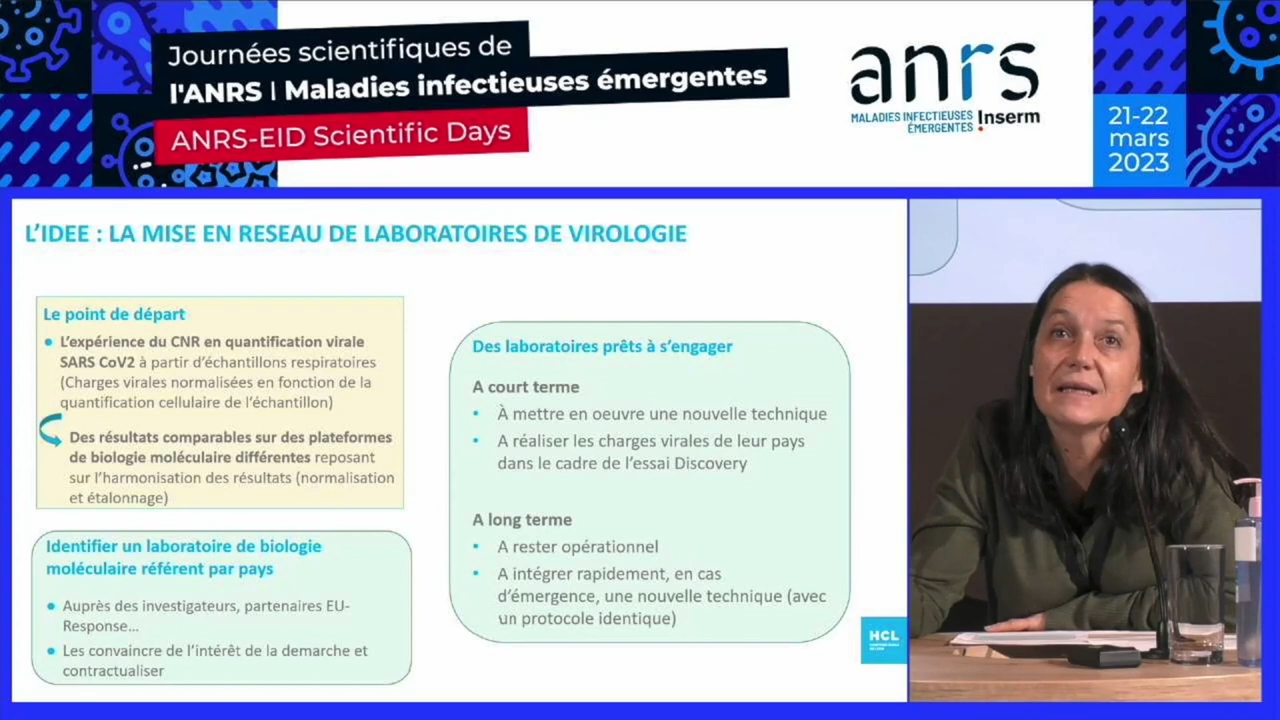 Journées scientifiques de
l'ANRS | Maladies infectieuses émergentes
ANRS-EID Scientific Days
anrs
MALADIES INFECTIEUSES
ÉMERGENTES
Inserm
21-22
mars
2023
L'IDEE : LA MISE EN RESEAU DE LABORATOIRES DE VIROLOGIE
Le point de départ
L'expérience du CNR en quantification virale
SARS CoV2 à partir d'échantillons respiratoires
(Charges virales normalisées en fonction de la
quantification cellulaire de l'échantillon)
Des résultats comparables sur des plateformes
de biologie moléculaire différentes reposant
sur l'harmonisation des résultats (normalisation
et étalonnage)
Identifier un laboratoire de biologie
moléculaire référent par pays
Auprès des investigateurs, partenaires EU-
Response…
Les convaincre de l'intérêt de la demarche et
contractualiser
Des laboratoires prêts à s'engager
A court terme
À mettre en oeuvre une nouvelle technique
A réaliser les charges virales de leur pays
dans le cadre de l'essai Discovery
A long terme
A rester opérationnel
A intégrer rapidement, en cas
d'émergence, une nouvelle technique (avec
un protocole identique)
HCL